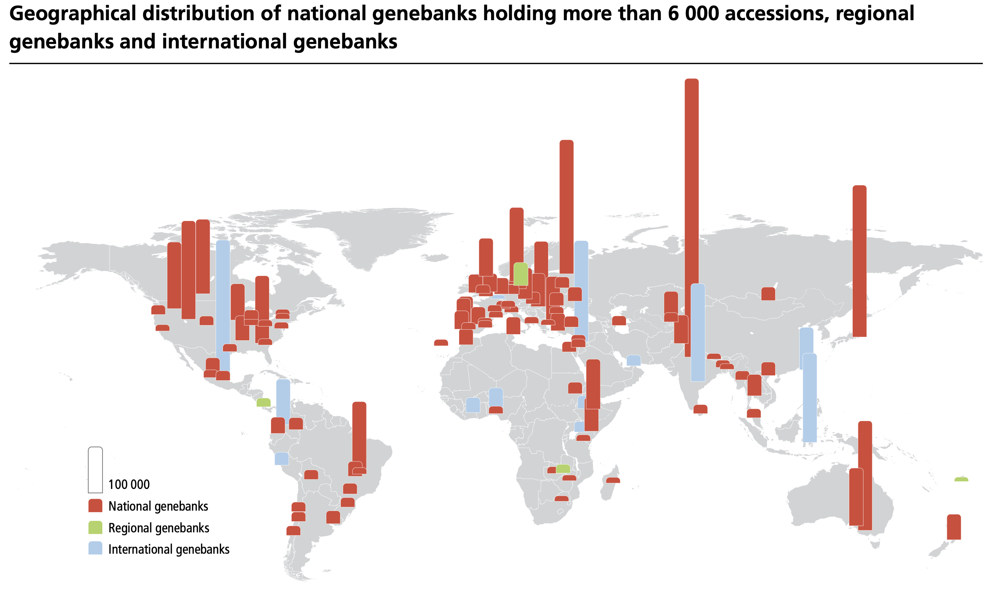 Geographical distribution of national genebanks holding more than 6 000 accessions, regional
genebanks and international genebanks
100 000
National genebanks
Regional genebanks
International genebanks